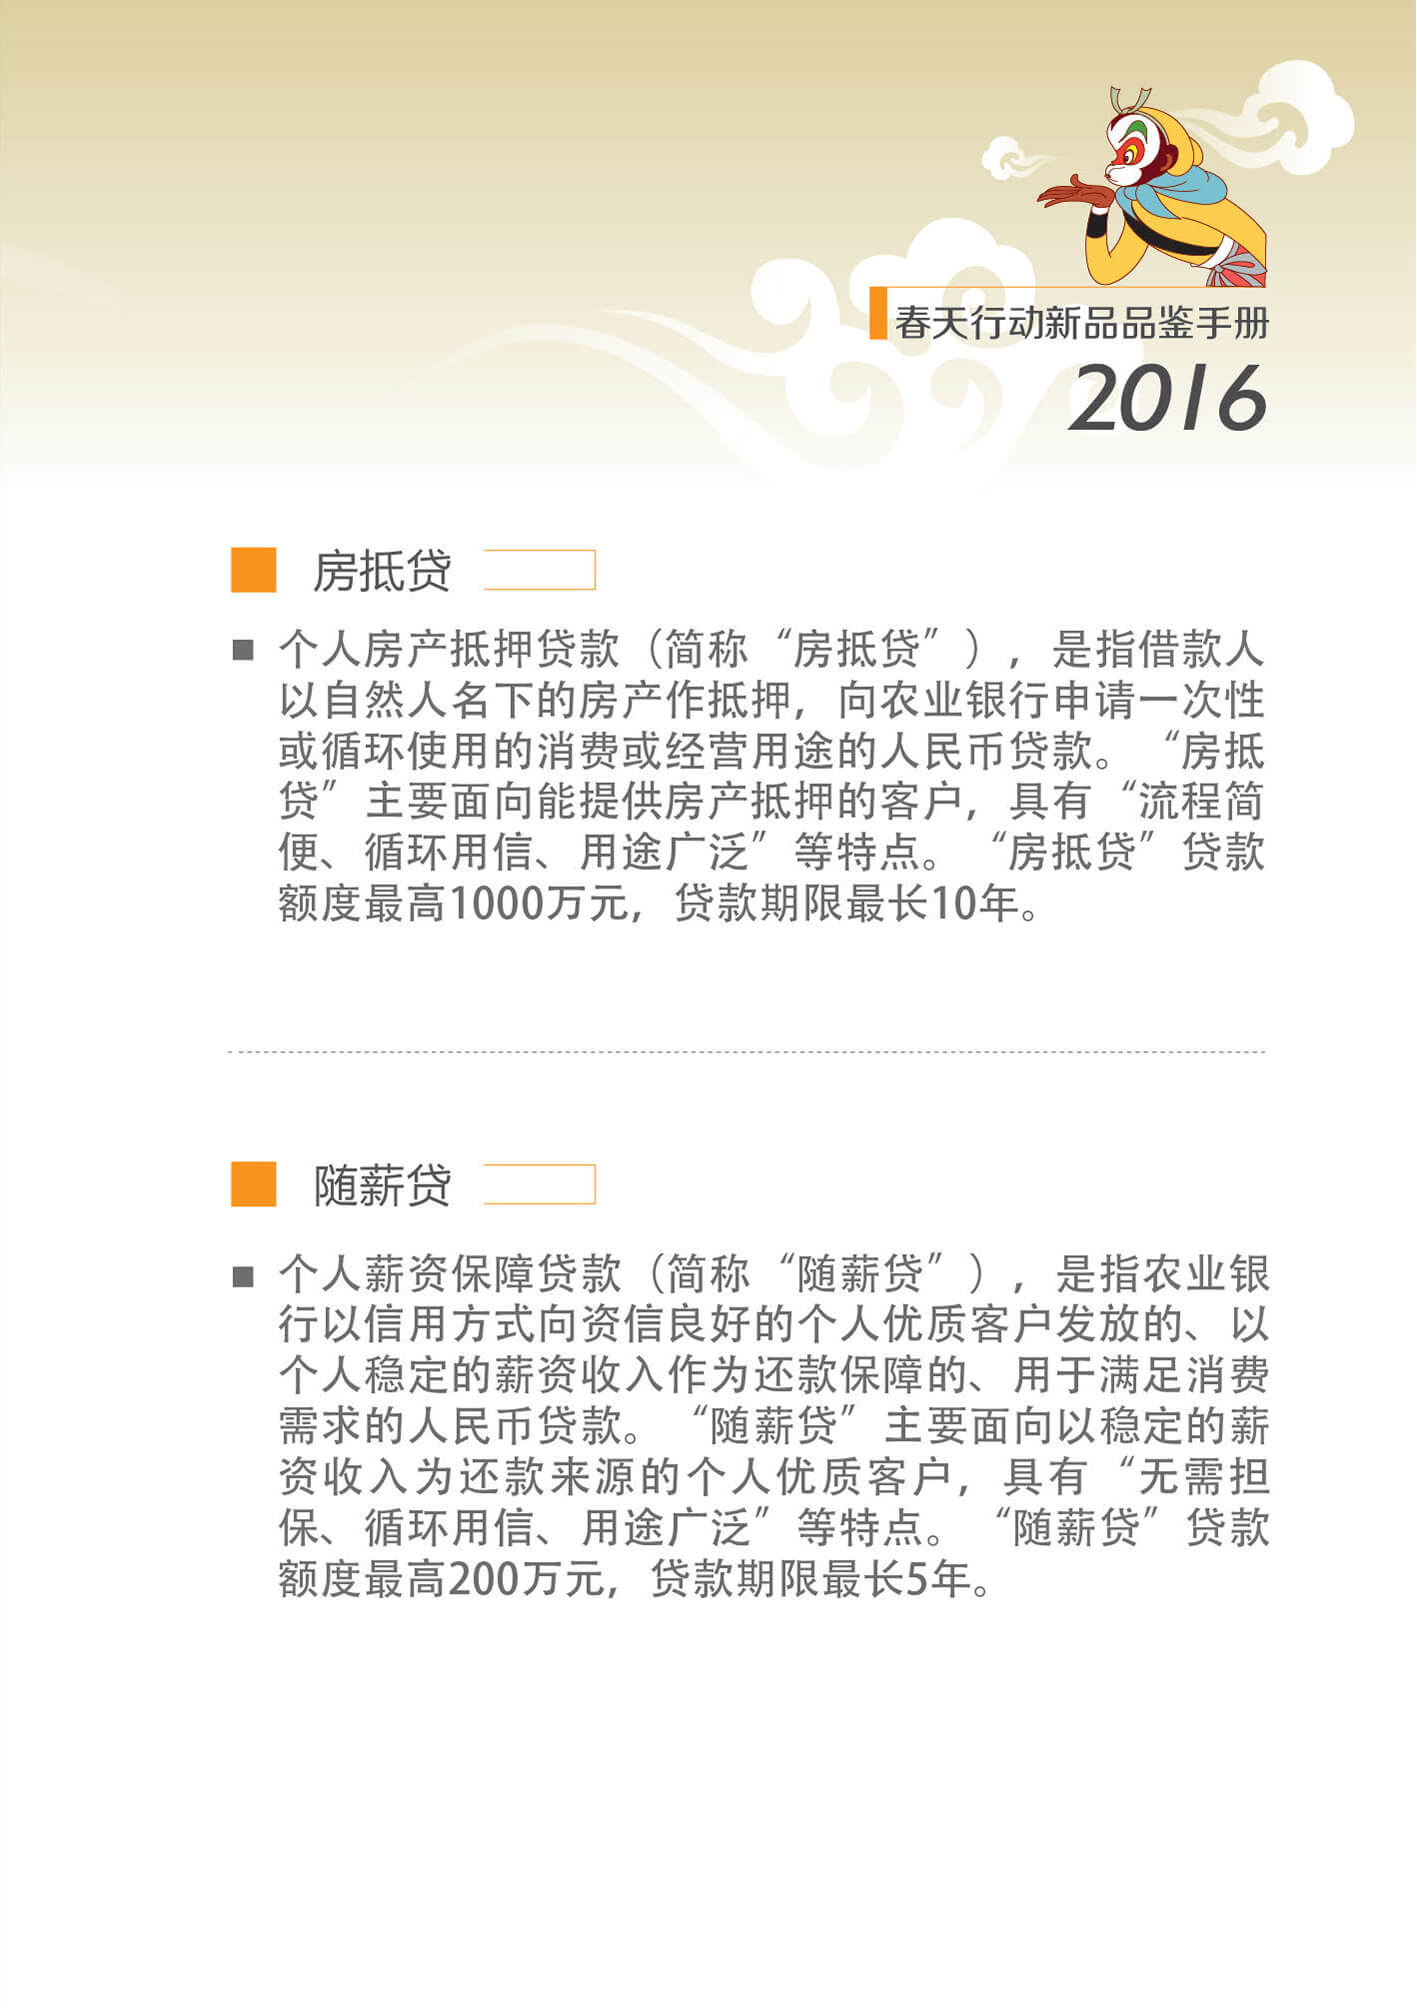 春天行动新品品鉴手册
2016
房抵贷
个人房产抵押贷款（简称“房抵贷”），是指借款人
以自然人名下的房产作抵押，向农业银行申请一次性
或循环使用的消费或经营用途的人民币贷款。“房抵
贷”主要面向能提供房产抵押的客户，具有“流程简
便、循环用信、用途广泛”等特点。“房抵贷”贷款
额度最高1000万元，贷款期限最长10年。
随薪贷
个人薪资保障贷款（简称“随薪贷”），是指农业银
行以信用方式向资信良好的个人优质客户发放的、以
个人稳定的薪资收入作为还款保障的、用于满足消费
需求的人民币贷款。“随薪贷”主要面向以稳定的薪
资收入为还款来源的个人优质客户，具有“无需担
保、循环用信、用途广泛”等特点。“随薪贷”贷款
额度最高200万元，贷款期限最长5年。